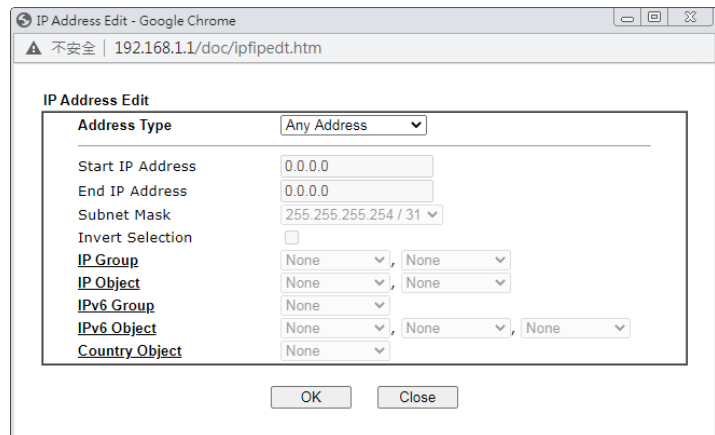 IP Address Edit - Google Chrome
不安全 | 192.168.1.1/doc/ipfipedt.htm
IP Address Edit
Address Type Any Address
Start IP Address 0.0.0.0
End IP Address 0.0.0.0
Subnet Mask 255.255.255.254 / 31
Invert Selection
IP Group None , None
IP Object None , None
IPv6 Group None
IPv6 Object None , None , None
Country Object None
OK Close